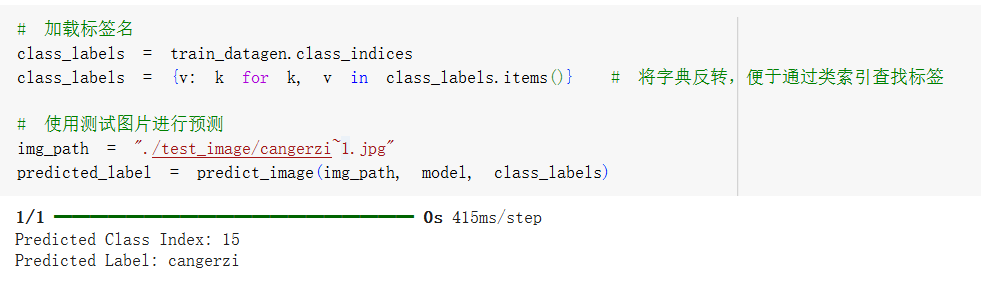 # 加载标签名
class_labels = train_datagen.class_indices
class_labels = {v: k for k, v in class_labels.items()} # 将字典反转，便于通过类索引查找标签
# 使用测试图片进行预测
img_path = "./test_image/cangerzi~1.jpg"
predicted_label = predict_image(img_path, model, class_labels)
1/1 ━━━━━━━━━━━━━━━━━━━━ 0s 415ms/step
Predicted Class Index: 15
Predicted Label: cangerzi